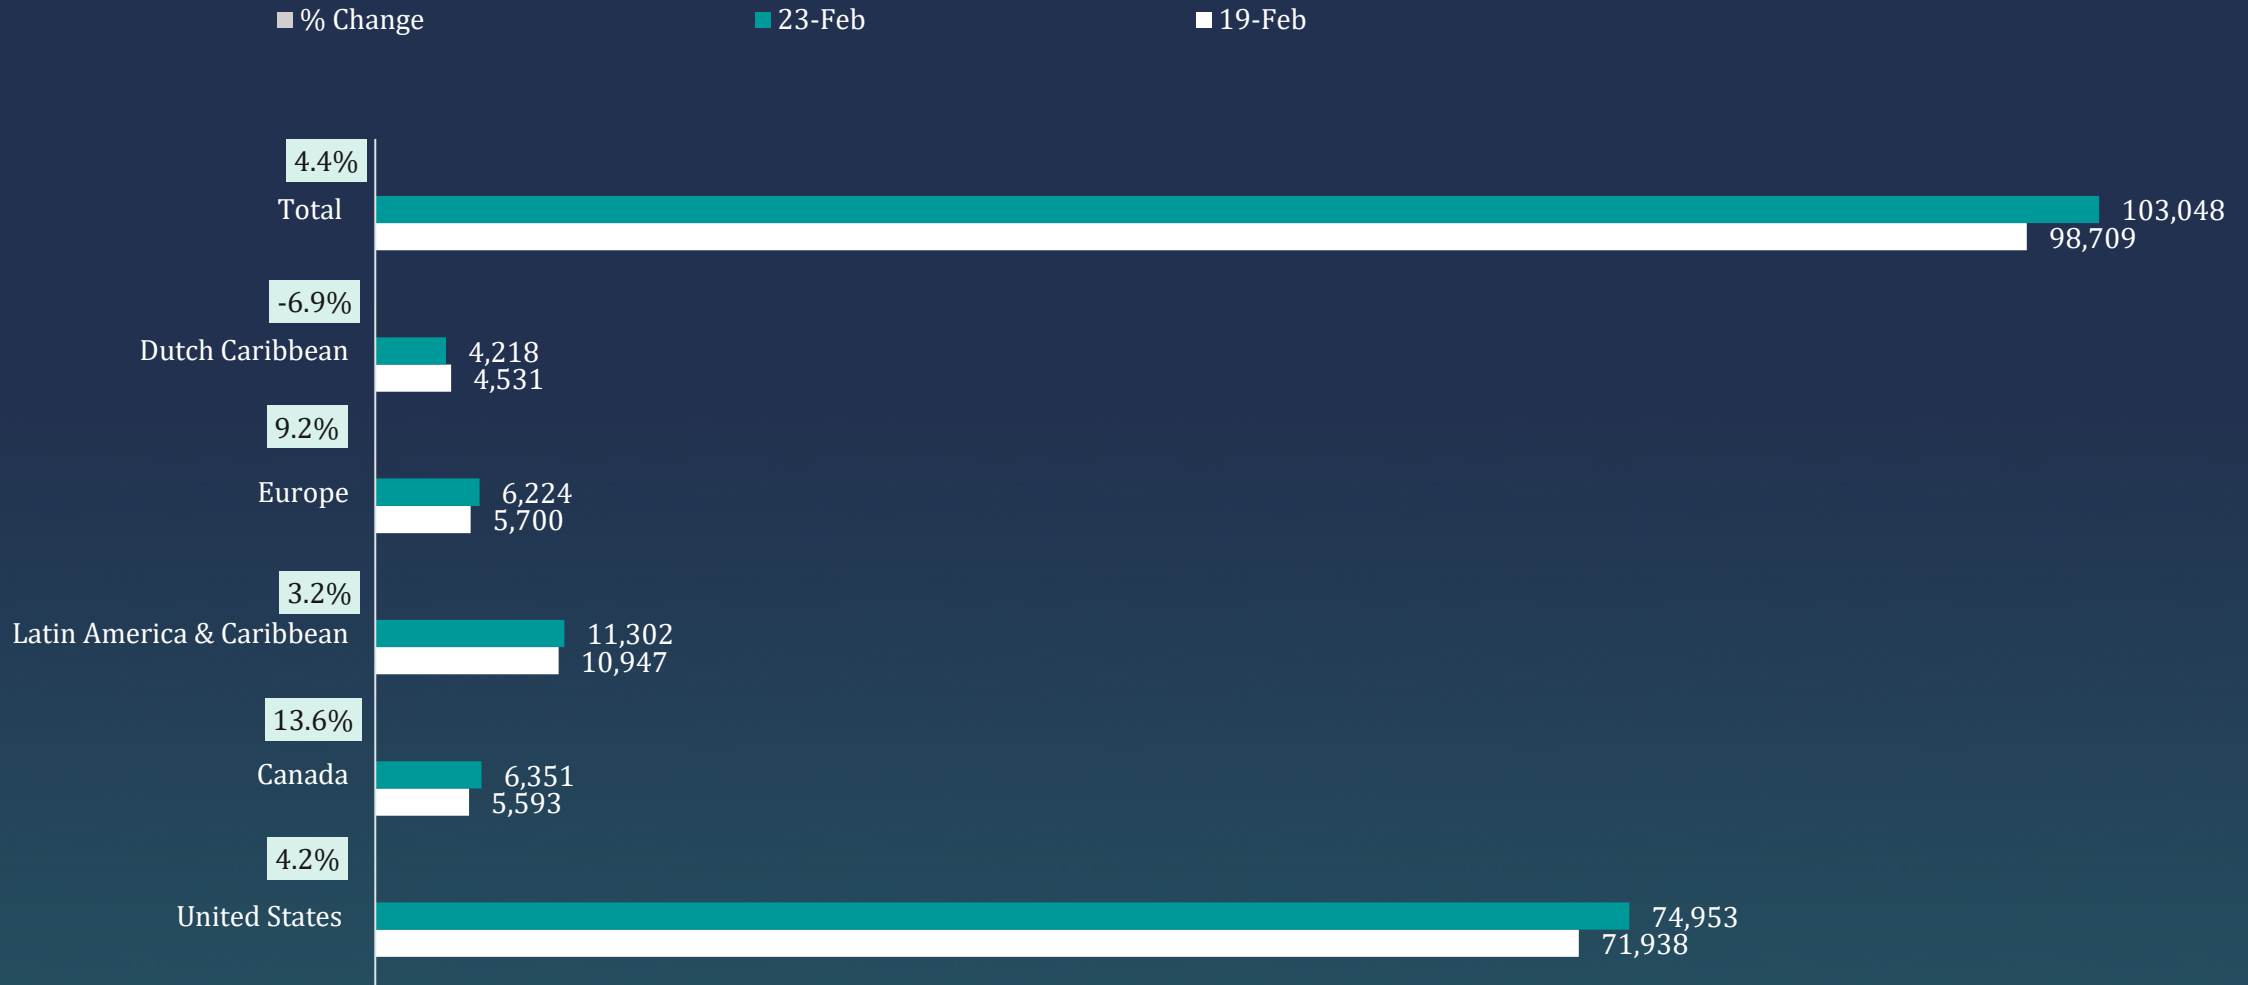 % Change
23-Feb
19-Feb
4.4%
Total
103,048
98,709
-6.9%
Dutch Caribbean
4,218
4,531
9.2%
Europe
6,224
5,700
3.2%
Latin America & Caribbean
11,302
10,947
13.6%
Canada
6,351
5,593
4.2%
United States
74,953
71,938